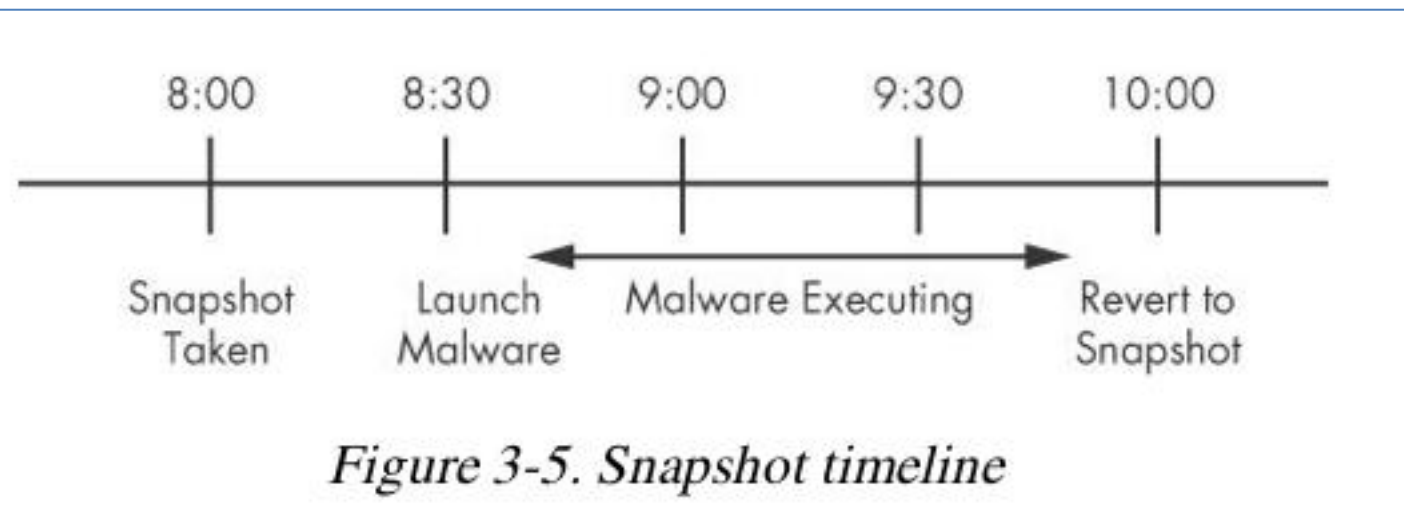 8:00 8:30 9:00 9:30 10:00
Snapshot Launch Malware Executing Revert to
Taken Malware Snapshot
Figure 3-5. Snapshot timeline